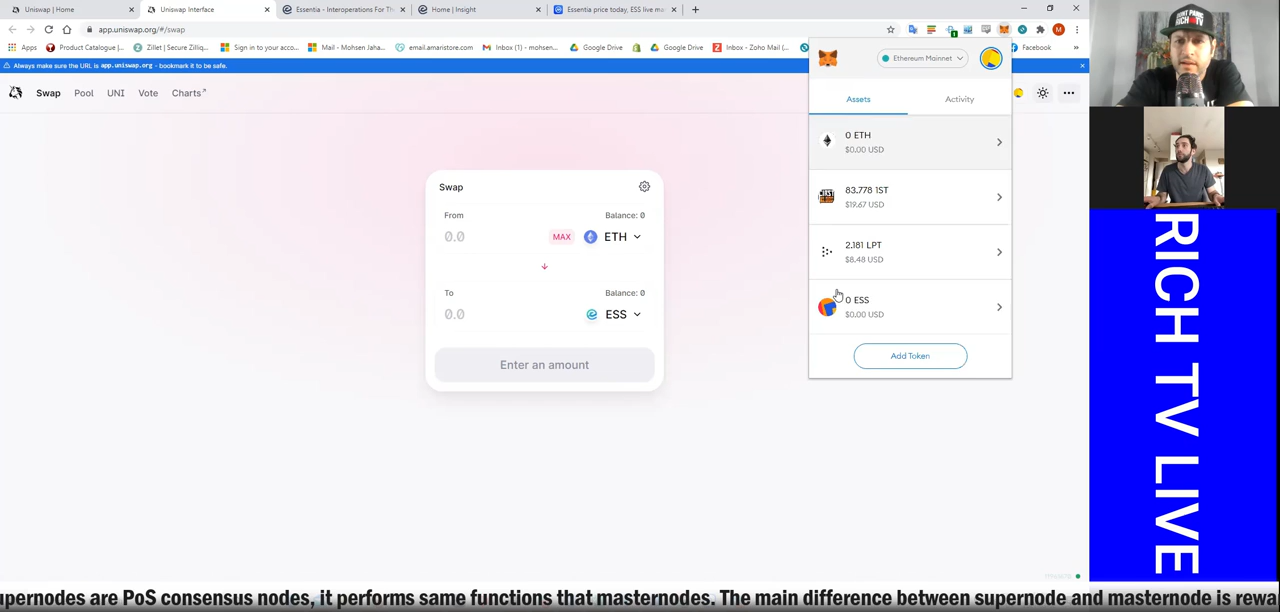 Uniswap | Home
Uniswap Interface
Essentia - Interoperations For Th
Home | Insight
Essentia price today, ESS live ma
app.uniswap.org/#/swap
Apps
Product Catalogue |
Zillet | Secure Zilliq...
Sign in to your acco...
Mail - Mohsen Jaha...
email.amaristore.com
Inbox (1) - mohsen...
Google Drive
Google Drive
Inbox - Zoho Mail (...
Facebook
Always make sure the URL is app.uniswap.org - bookmark it to be safe.
Swap
Pool
UNI
Vote
Charts
Swap
From
Balance: 0
0.0
MAX
ETH
To
Balance: 0
0.0
ESS
Enter an amount
Ethereum Mainnet
Assets
Activity
0 ETH
$0.00 USD
83.778 1ST
$19.67 USD
2.181 LPT
$8.48 USD
0 ESS
$0.00 USD
Add Token
RICH TV LIVE
upernodes are PoS consensus nodes, it performs same functions that masternodes. The main difference between supernode and masternode is rewa